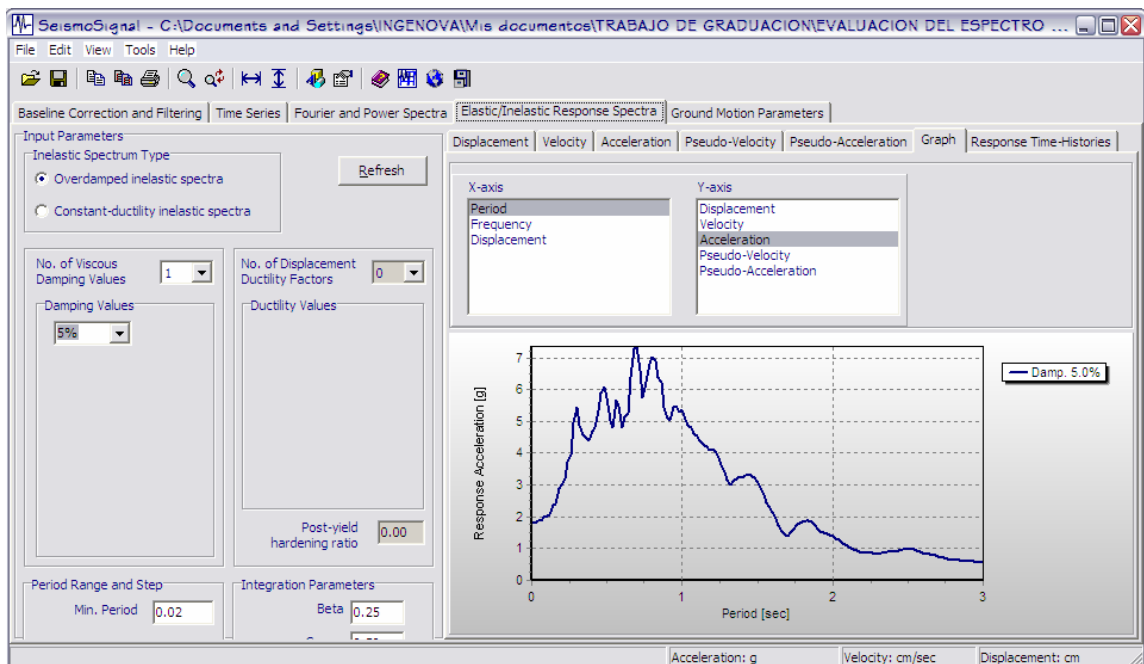 SeismoSignal - C:\Documents and Settings\INGENOVA\Mis documentos\TRABAJO DE GRADUACION\EVALUACION DEL ESPECTRO ...
File Edit View Tools Help
Baseline Correction and Filtering Time Series Fourier and Power Spectra Elastic/Inelastic Response Spectra Ground Motion Parameters
Input Parameters
Inelastic Spectrum Type
Overdamped inelastic spectra
Constant-ductility inelastic spectra
Refresh
No. of Viscous
Damping Values
1
Damping Values
5%
No. of Displacement
Ductility Factors
0
Ductility Values
Post-yield
hardening ratio
0.00
Period Range and Step
Min. Period 0.02
Integration Parameters
Beta 0.25
Displacement Velocity Acceleration Pseudo-Velocity Pseudo-Acceleration Graph Response Time-Histories
X-axis
Period
Frequency
Displacement
Y-axis
Displacement
Velocity
Acceleration
Pseudo-Velocity
Pseudo-Acceleration
Response Acceleration [g]
7
6
5
4
3
2
1
0
0 1 2 3
Period [sec]
Damp. 5.0%
Acceleration: g Velocity: cm/sec Displacement: cm